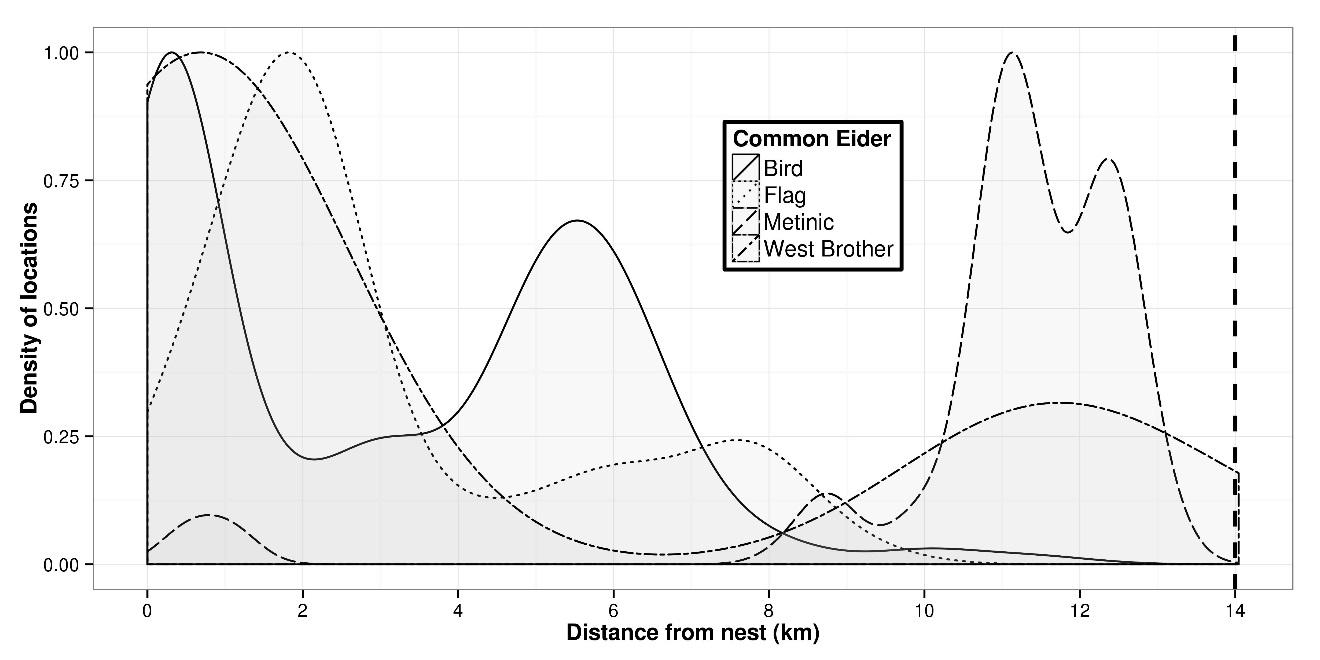 1.00
0.75
0.50
0.25
0.00
Density of locations
Common Eider
Bird
Flag
Metinic
West Brother
0 2 4 6 8 10 12 14
Distance from nest (km)